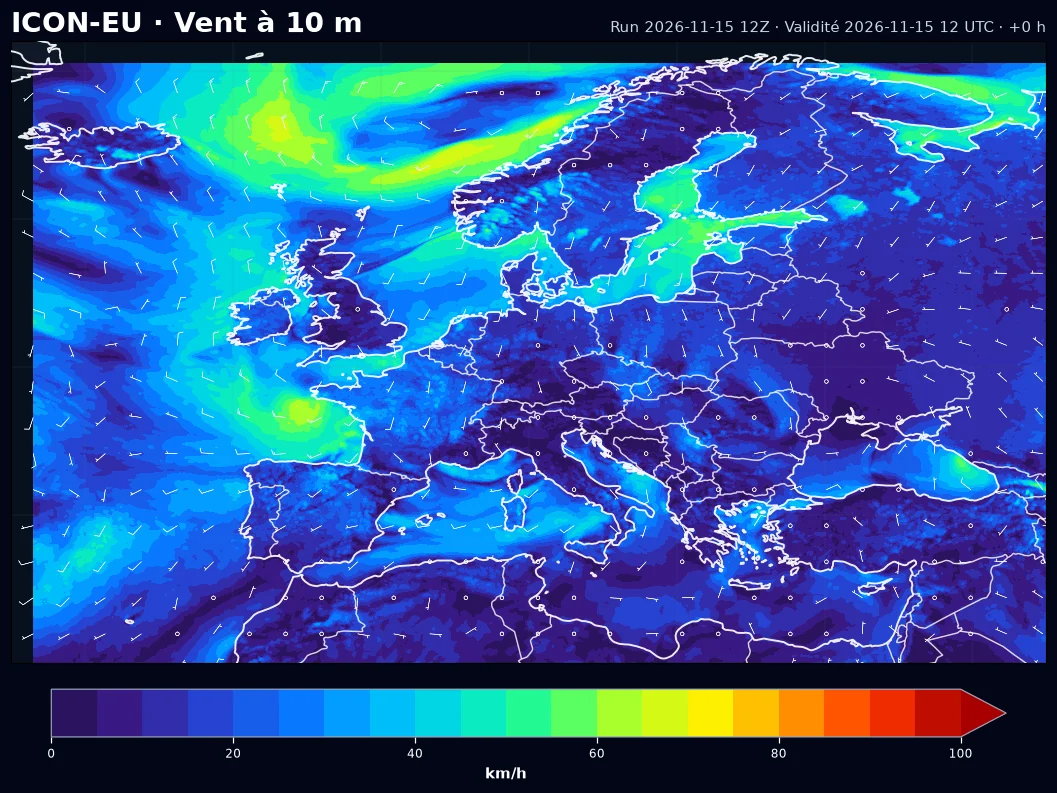 ICON-EU · Vent à 10 m
Run 2026-11-15 12Z · Validité 2026-11-15 12 UTC · +0 h
0 20 40 60 80 100
km/h